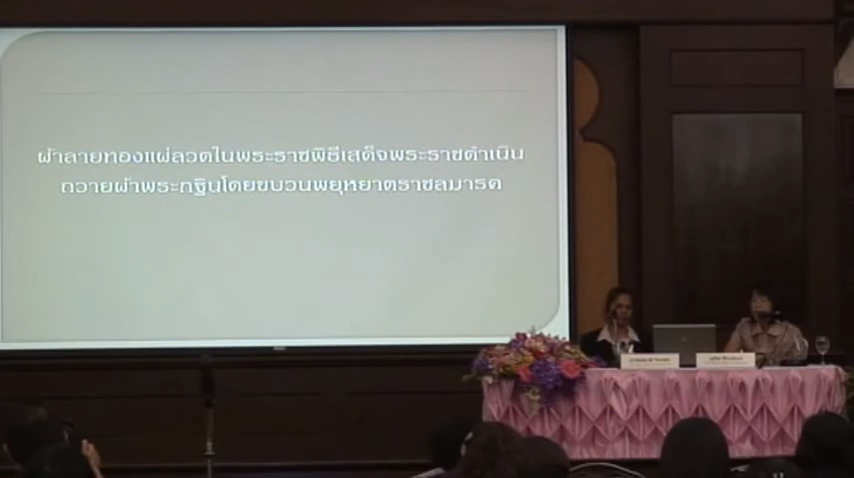 ผ้าลายทองแผ่ลวดในพระราชพิธีเสด็จพระราชดำเนิน
ถวายผ้าพระกฐินโดยขบวนพยุหยาตราชลมารค